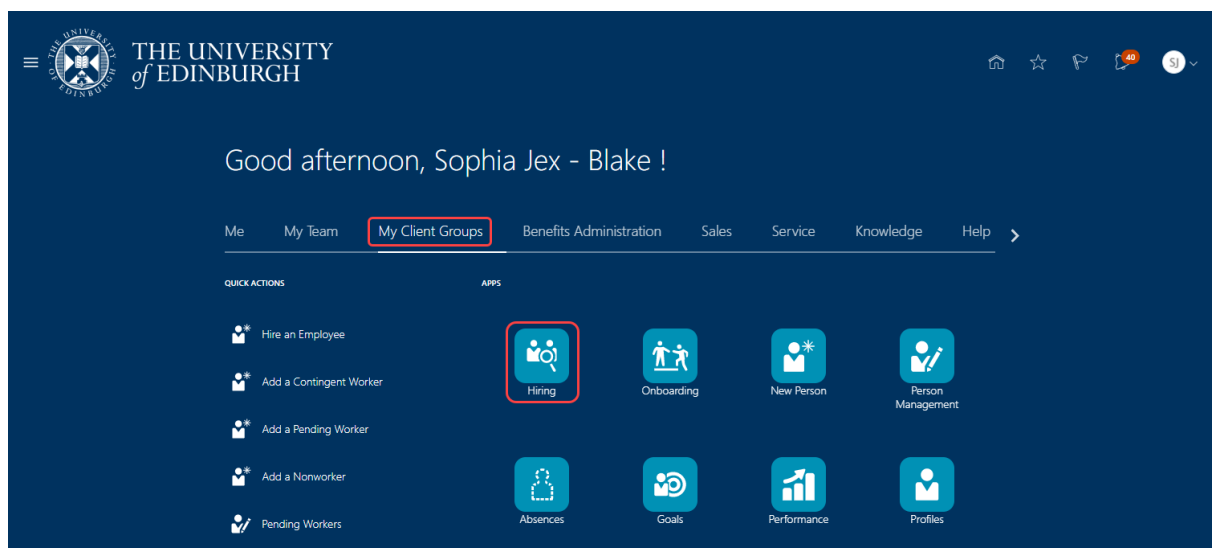 THE UNIVERSITY
of EDINBURGH
40
SJ
Good afternoon, Sophia Jex - Blake !
Me My Team My Client Groups Benefits Administration Sales Service Knowledge Help
QUICK ACTIONS APPS
Hire an Employee
Add a Contingent Worker
Add a Pending Worker
Add a Nonworker
Pending Workers
Hiring Onboarding New Person Person
Management
Absences Goals Performance Profiles